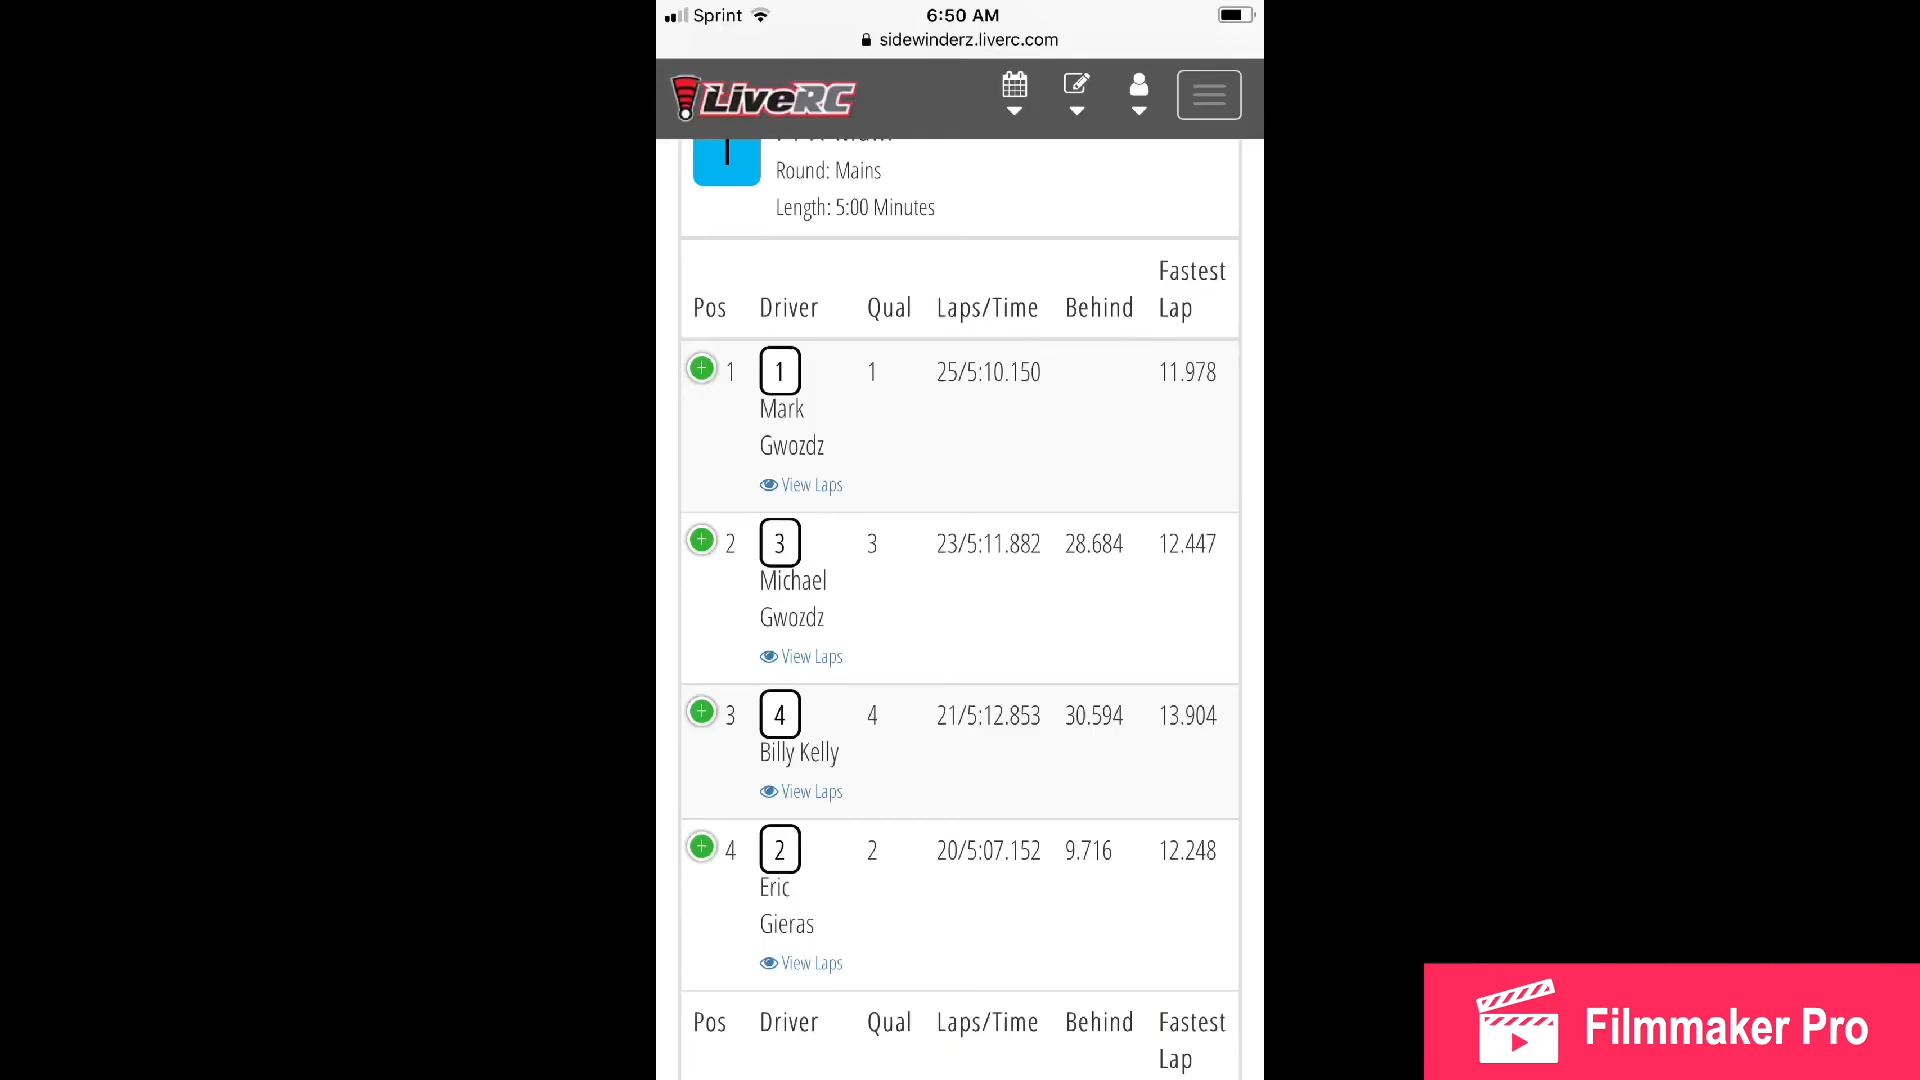 Sprint 6:50 AM
sidewinderz.liverc.com
LiveRC
Round: Mains
Length: 5:00 Minutes
Pos Driver Qual Laps/Time Behind Fastest Lap
1 1 Mark Gwozdz 1 25/5:10.150 11.978
View Laps
2 3 Michael Gwozdz 3 23/5:11.882 28.684 12.447
View Laps
3 4 Billy Kelly 4 21/5:12.853 30.594 13.904
View Laps
4 2 Eric Gieras 2 20/5:07.152 9.716 12.248
View Laps
Pos Driver Qual Laps/Time Behind Fastest Lap
Filmmaker Pro